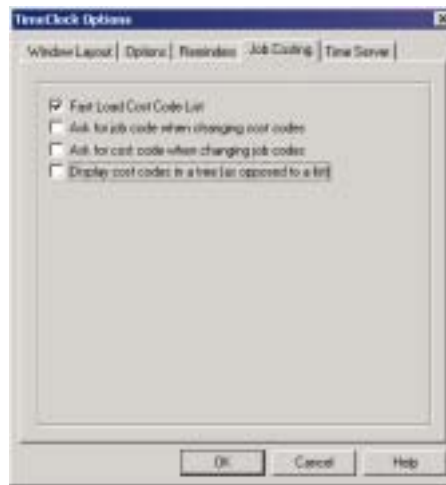 TimeClock Options
Window Layout Options Reminders Job Costing Time Server
Fast Load Cost Code List
Ask for job code when changing cost codes
Ask for cost code when changing job codes
Display cost codes in a tree (as opposed to a list)
OK Cancel Help